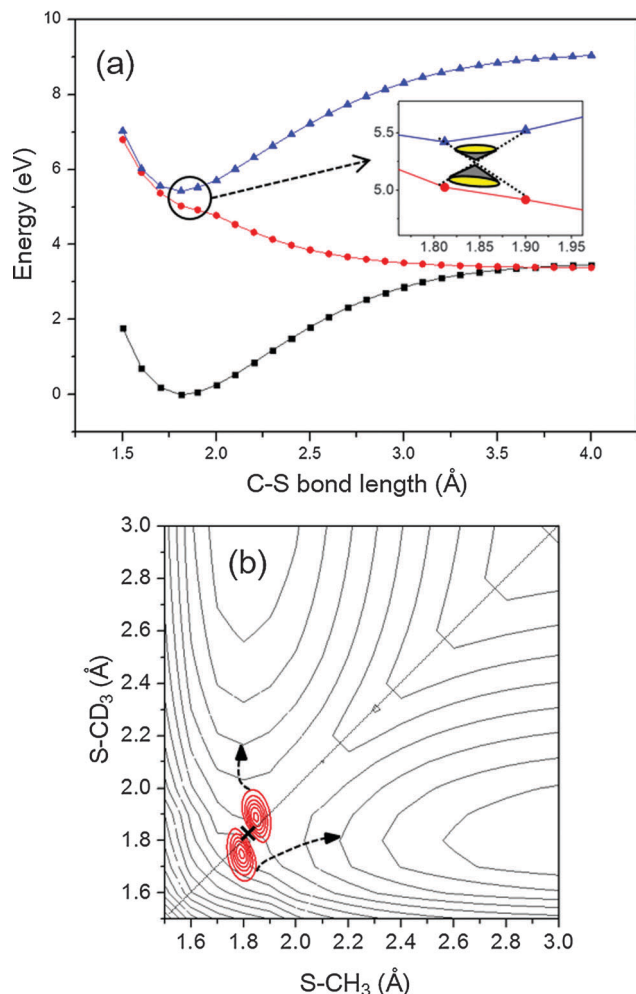 (a)
Energy (eV)
10
8
6
4
2
0
5.5
5.0
1.80 1.85 1.90 1.95
1.5 2.0 2.5 3.0 3.5 4.0
C-S bond length (Å)
(b)
S-CD₃ (Å)
3.0
2.8
2.6
2.4
2.2
2.0
1.8
1.6
1.6 1.8 2.0 2.2 2.4 2.6 2.8 3.0
S-CH₃ (Å)